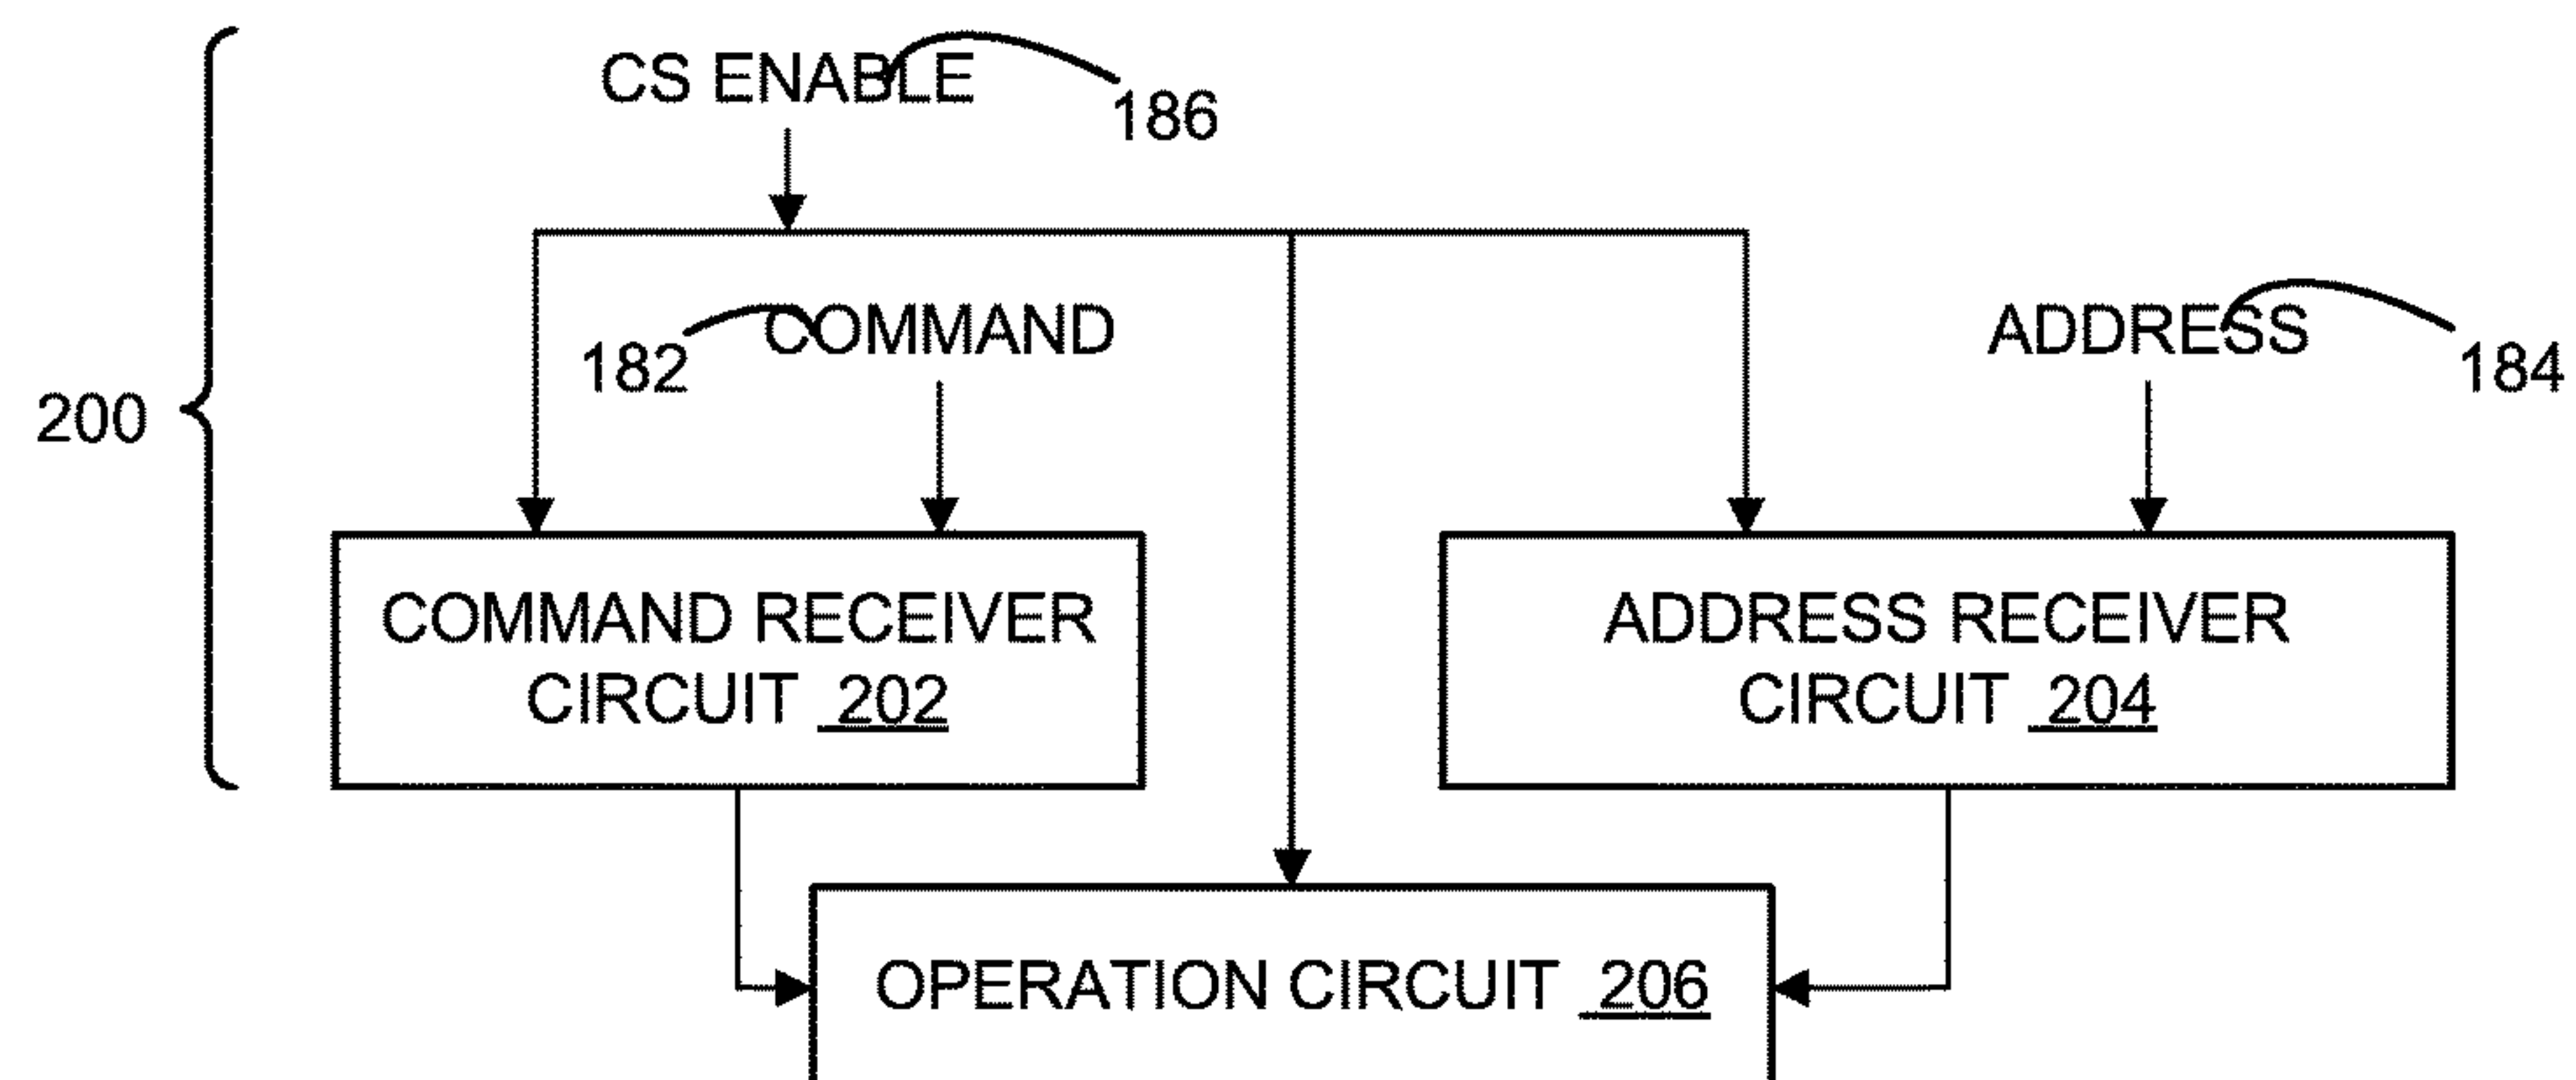 CS ENABLE
186
COMMAND
182
ADDRESS
184
200
COMMAND RECEIVER
CIRCUIT 202
ADDRESS RECEIVER
CIRCUIT 204
OPERATION CIRCUIT 206